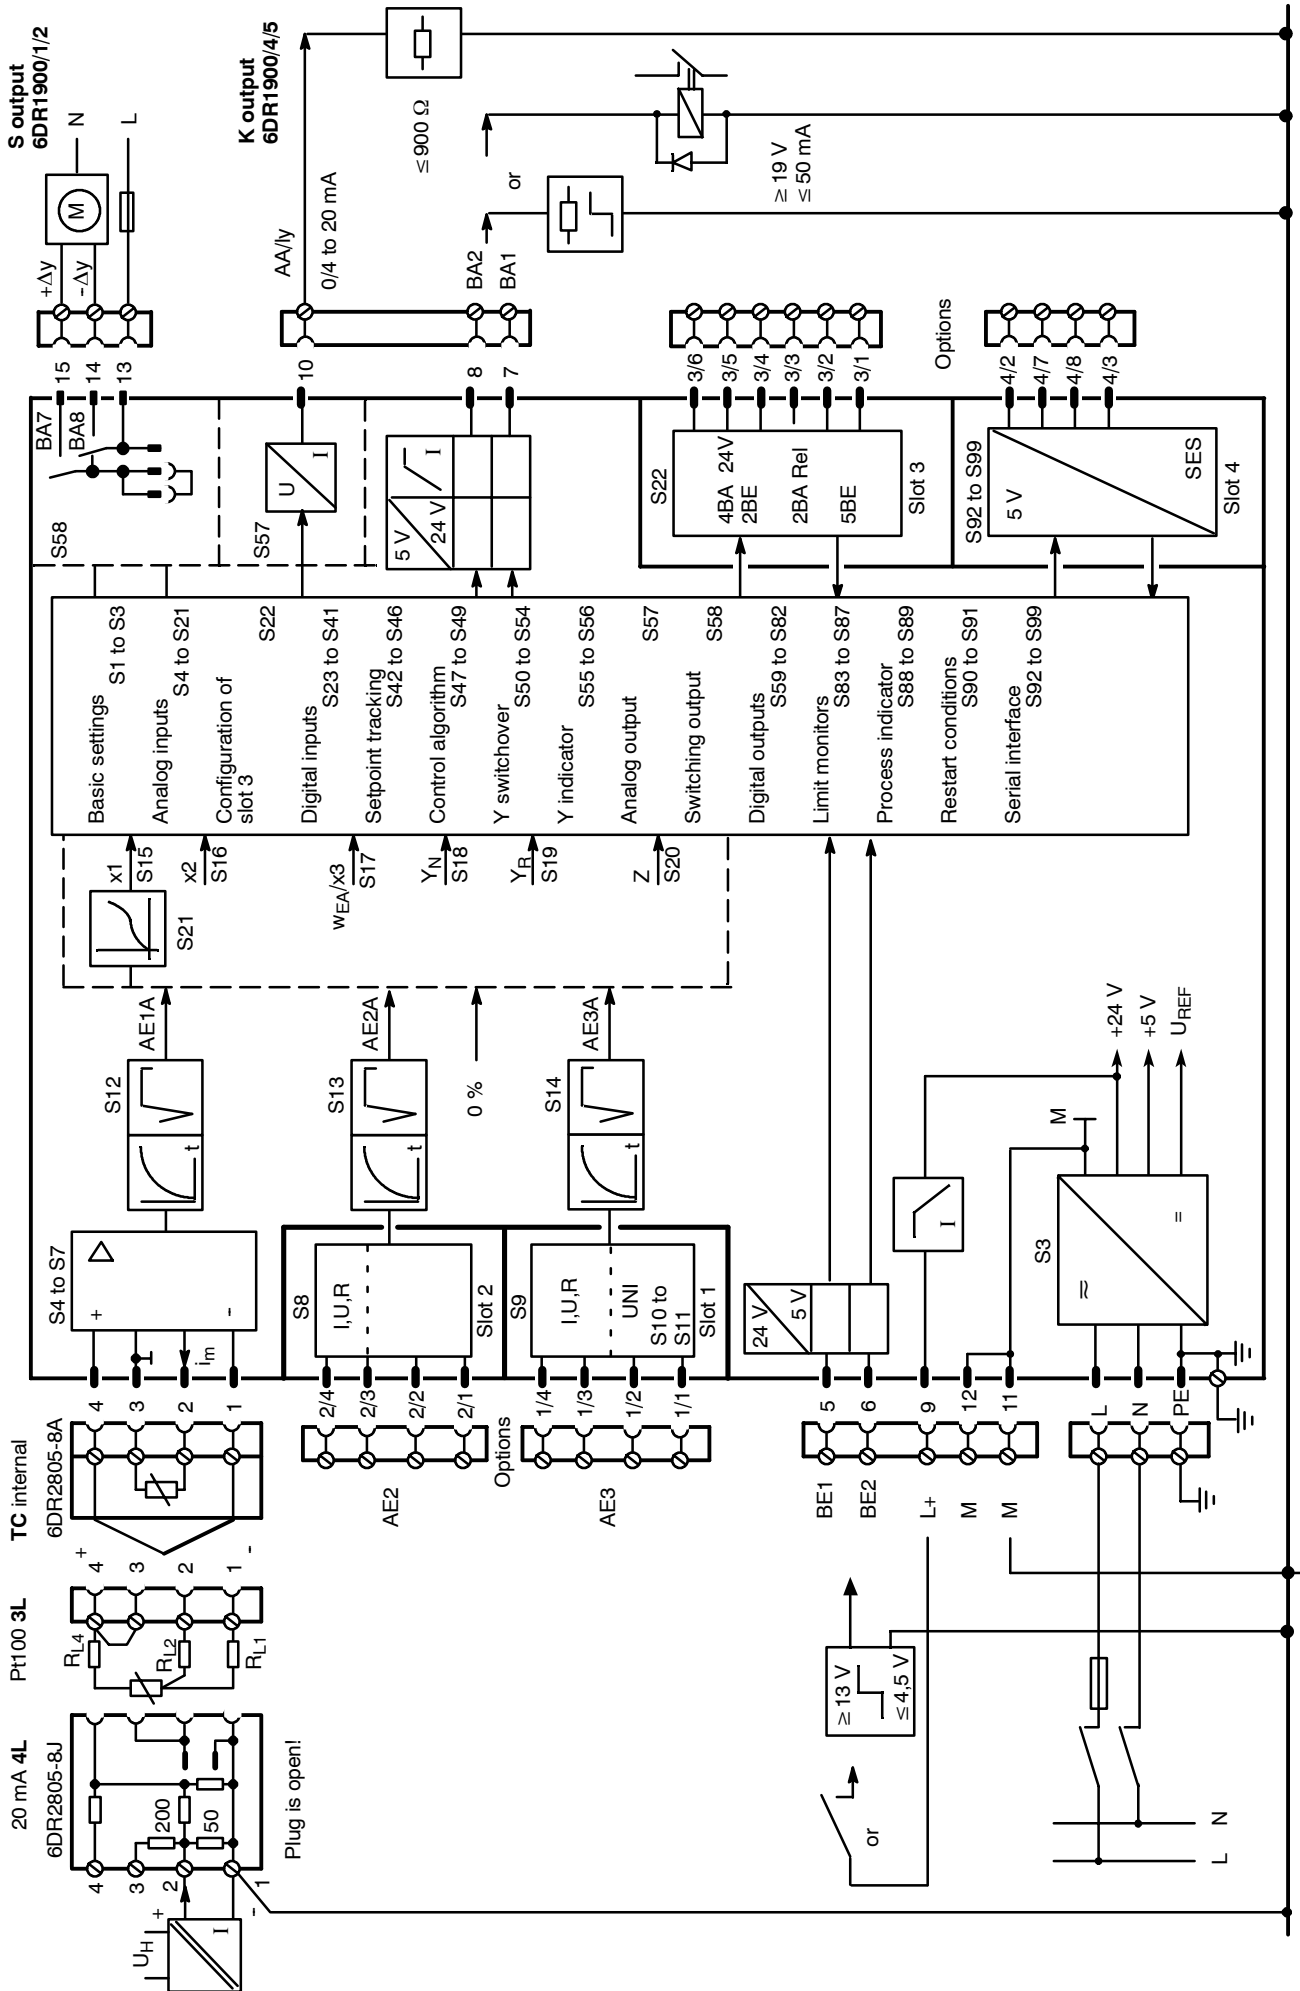 20 mA 4L
6DR2805-8J
Pt100 3L
TC internal
6DR2805-8A
UH
+
-
I
4
3
2
1
200
50
Plug is open!
RL4
RL2
RL1
+
4
3
2
1
-
4
3
2
1
S4 to S7
+
-
im
S12
t
AE1A
S21
x1
S15
x2
S16
wEA/x3
S17
YN
S18
YR
S19
Z
S20
AE2
Options
2/4
2/3
2/2
2/1
S8
I,U,R
Slot 2
S13
t
AE2A
0 %
AE3
1/4
1/3
1/2
1/1
S9
I,U,R
UNI
S10 to
S11
Slot 1
S14
t
AE3A
Basic settings
S1 to S3
Analog inputs
S4 to S21
Configuration of
slot 3
S22
Digital inputs
S23 to S41
Setpoint tracking
S42 to S46
Control algorithm
S47 to S49
Y switchover
S50 to S54
Y indicator
S55 to S56
Analog output
S57
Switching output
S58
Digital outputs
S59 to S82
Limit monitors
S83 to S87
Process indicator
S88 to S89
Restart conditions
S90 to S91
Serial interface
S92 to S99
S58
BA7
BA8
15
14
13
+Δy
-Δy
M
N
L
S output
6DR1900/1/2
S57
U
I
10
AA/Iy
0/4 to 20 mA
K output
6DR1900/4/5
≤ 900 Ω
5 V
24 V
I
8
7
BA2
BA1
or
≥ 19 V
≤ 50 mA
S22
4BA 24V
2BE
2BA Rel
5BE
Slot 3
3/6
3/5
3/4
3/3
3/2
3/1
Options
S92 to S99
5 V
SES
Slot 4
4/2
4/7
4/8
4/3
or
≥ 13 V
≤ 4,5 V
BE1
BE2
L+
M
M
5
6
9
12
11
24 V
5 V
I
M
S3
≂
=
+24 V
+5 V
UREF
L
N
PE
L
N